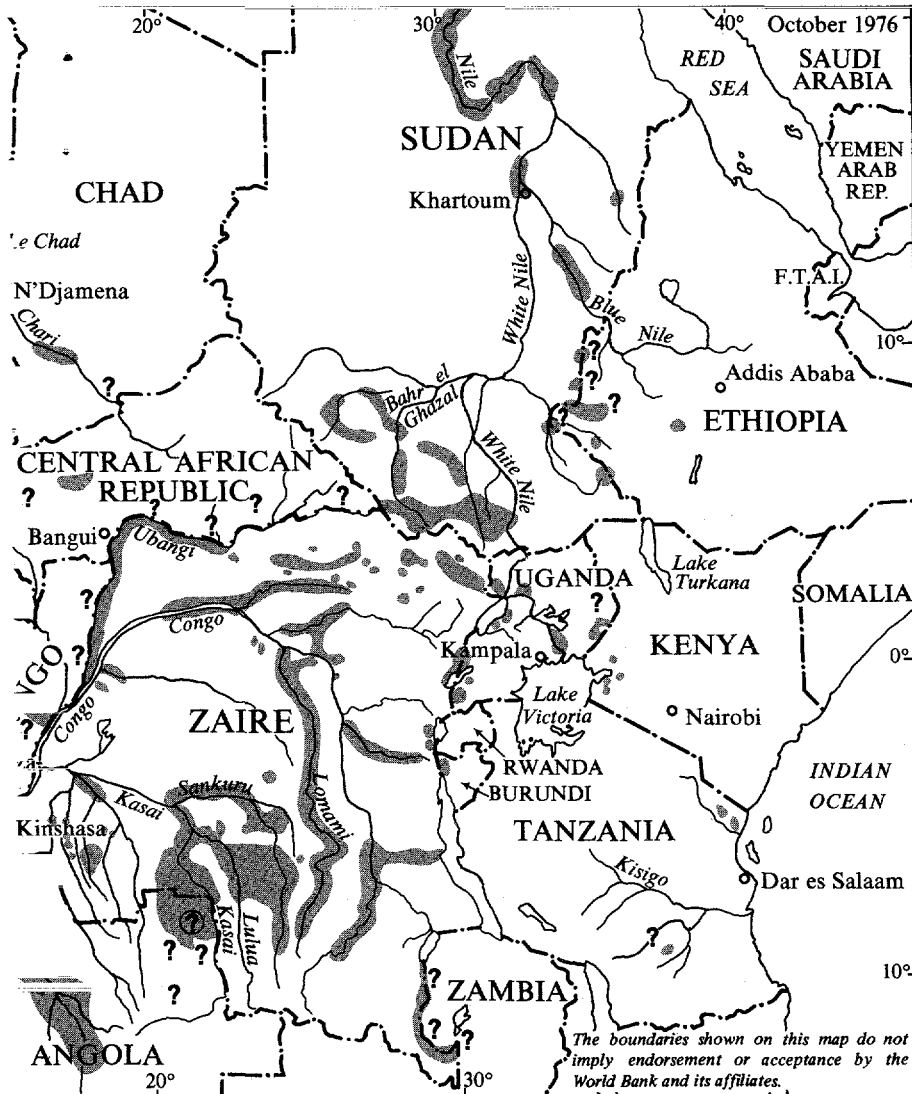 20°
30°
40°
October 1976
RED
SEA
SAUDI
ARABIA
Nile
SUDAN
YEMEN
ARAB
REP.
CHAD
Khartoum
.e Chad
N'Djamena
White Nile
F.T.A.I.
Chari
Blue
Nile
10°
?
?
?
Addis Ababa
Bahr el
Ghazal
?
?
ETHIOPIA
White Nile
CENTRAL AFRICAN
REPUBLIC
?
?
?
?
?
Bangui
Ubangi
UGANDA
Lake
Turkana
SOMALIA
?
?
Congo
KENYA
?
NGO
Kampala
0°
Congo
?
ZAIRE
Lake
Victoria
Nairobi
RWANDA
BURUNDI
INDIAN
OCEAN
Kasai
Sankuru
Lomami
Kinshasa
TANZANIA
Kisigo
Dar es Salaam
?
Kasai
Lulua
?
?
?
?
?
10°
ZAMBIA
?
?
ANGOLA
The boundaries shown on this map do not
imply endorsement or acceptance by the
World Bank and its affiliates.
20°
30°